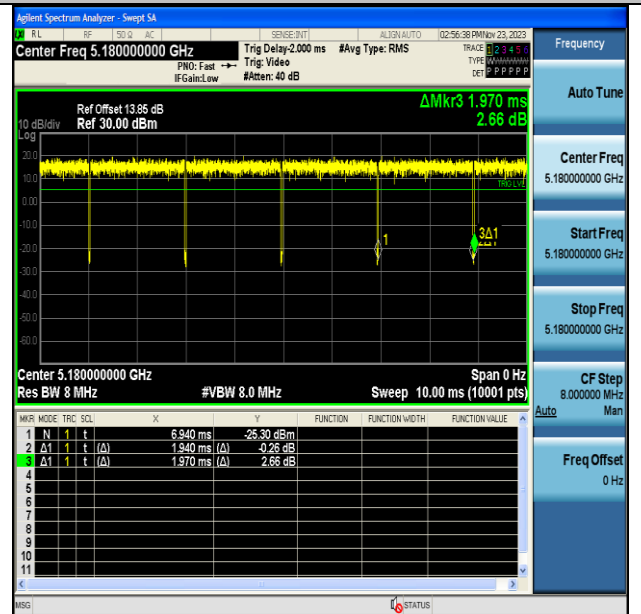 Agilent Spectrum Analyzer - Swept SA
RL RF 50 Ω AC SENSE:INT ALIGN AUTO 02:56:38 PM Nov 23, 2023
Center Freq 5.180000000 GHz Trig Delay-2.000 ms #Avg Type: RMS TRACE 1 2 3 4 5 6
PNO: Fast Trig: Video TYPE
IFGain:Low #Atten: 40 dB DET P P P P P P
Frequency
Auto Tune
Center Freq
5.180000000 GHz
Start Freq
5.180000000 GHz
Stop Freq
5.180000000 GHz
CF Step
8.000000 MHz
Auto Man
Freq Offset
0 Hz
ΔMkr3 1.970 ms
2.66 dB
Ref Offset 13.85 dB
10 dB/div Ref 30.00 dBm
Log
20.0
10.0
TRIG LVL
0.00
-10.0
1 3Δ1
-20.0
-30.0
-40.0
-50.0
-60.0
Center 5.180000000 GHz Span 0 Hz
Res BW 8 MHz #VBW 8.0 MHz Sweep 10.00 ms (10001 pts)
MKR MODE TRC SCL X Y FUNCTION FUNCTION WIDTH FUNCTION VALUE
1 N 1 t 6.940 ms -25.30 dBm
2 Δ1 1 t (Δ) 1.940 ms (Δ) -0.26 dB
3 Δ1 1 t (Δ) 1.970 ms (Δ) 2.66 dB
4
5
6
7
8
9
10
11
MSG STATUS